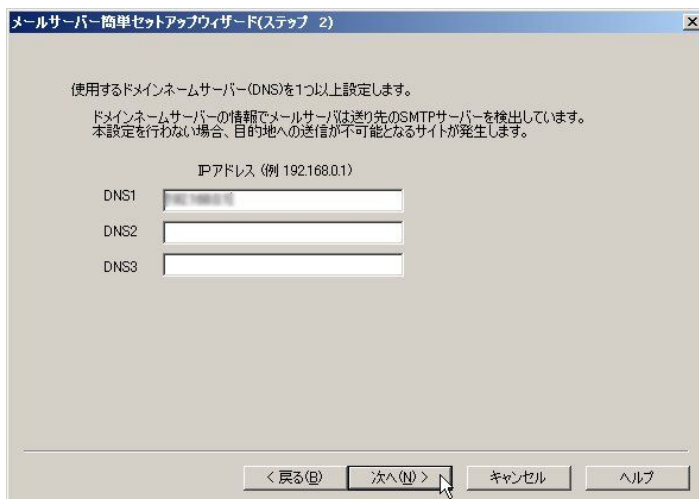 メールサーバー簡単セットアップウィザード(ステップ 2)
使用するドメインネームサーバー(DNS)を1つ以上設定します。
ドメインネームサーバーの情報でメールサーバは送り先のSMTPサーバーを検出しています。
本設定を行わない場合、目的地への送信が不可能となるサイトが発生します。
IPアドレス (例 192.168.0.1)
DNS1
DNS2
DNS3
< 戻る(B)
次へ(N) >
キャンセル
ヘルプ